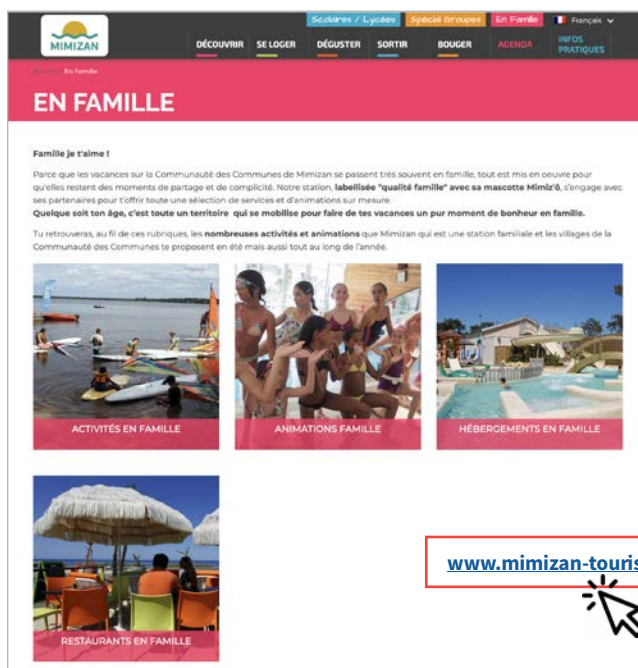 Scolaires / Lycées Spécial Groupes En Famille Français
MIMIZAN
DÉCOUVRIR SE LOGER DÉGUSTER SORTIR BOUGER AGENDA INFOS PRATIQUES
En Famille
EN FAMILLE
Famille je t'aime !
Parce que les vacances sur la Communauté des Communes de Mimizan se passent très souvent en famille, tout est mis en oeuvre pour
qu'elles restent des moments de partage et de complicité. Notre station, labellisée "qualité famille" avec sa mascotte Mimiz'ô, s'engage avec
ses partenaires pour t'offrir toute une sélection de services et d'animations sur mesure.
Quelque soit ton âge, c'est toute un territoire qui se mobilise pour faire de tes vacances un pur moment de bonheur en famille.
Tu retrouveras, au fil de ces rubriques, les nombreuses activités et animations que Mimizan qui est une station familiale et les villages de la
Communauté des Communes te proposent en été mais aussi tout au long de l'année.
ACTIVITÉS EN FAMILLE
ANIMATIONS FAMILLE
HÉBERGEMENTS EN FAMILLE
www.mimizan-touris
RESTAURANTS EN FAMILLE